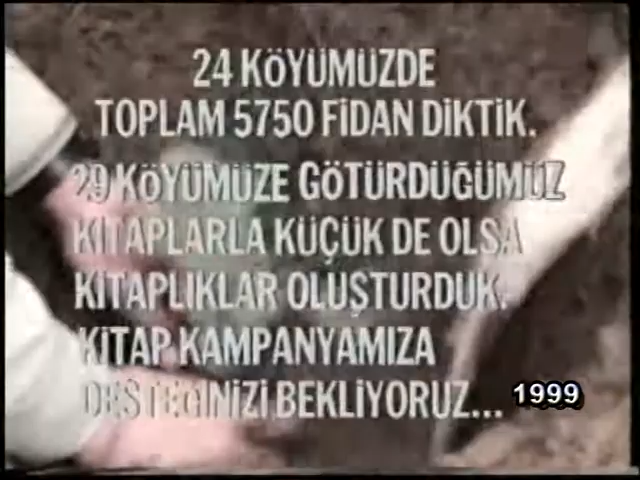 24 KÖYÜMÜZDE
TOPLAM 5750 FİDAN DİKTİK.
29 KÖYÜMÜZE GÖTÜRDÜĞÜMÜZ
KİTAPLARLA KÜÇÜK DE OLSA
KİTAPLIKLAR OLUŞTURDUK.
KİTAP KAMPANYAMIZA
DESTEĞİNİZİ BEKLİYORUZ... 1999